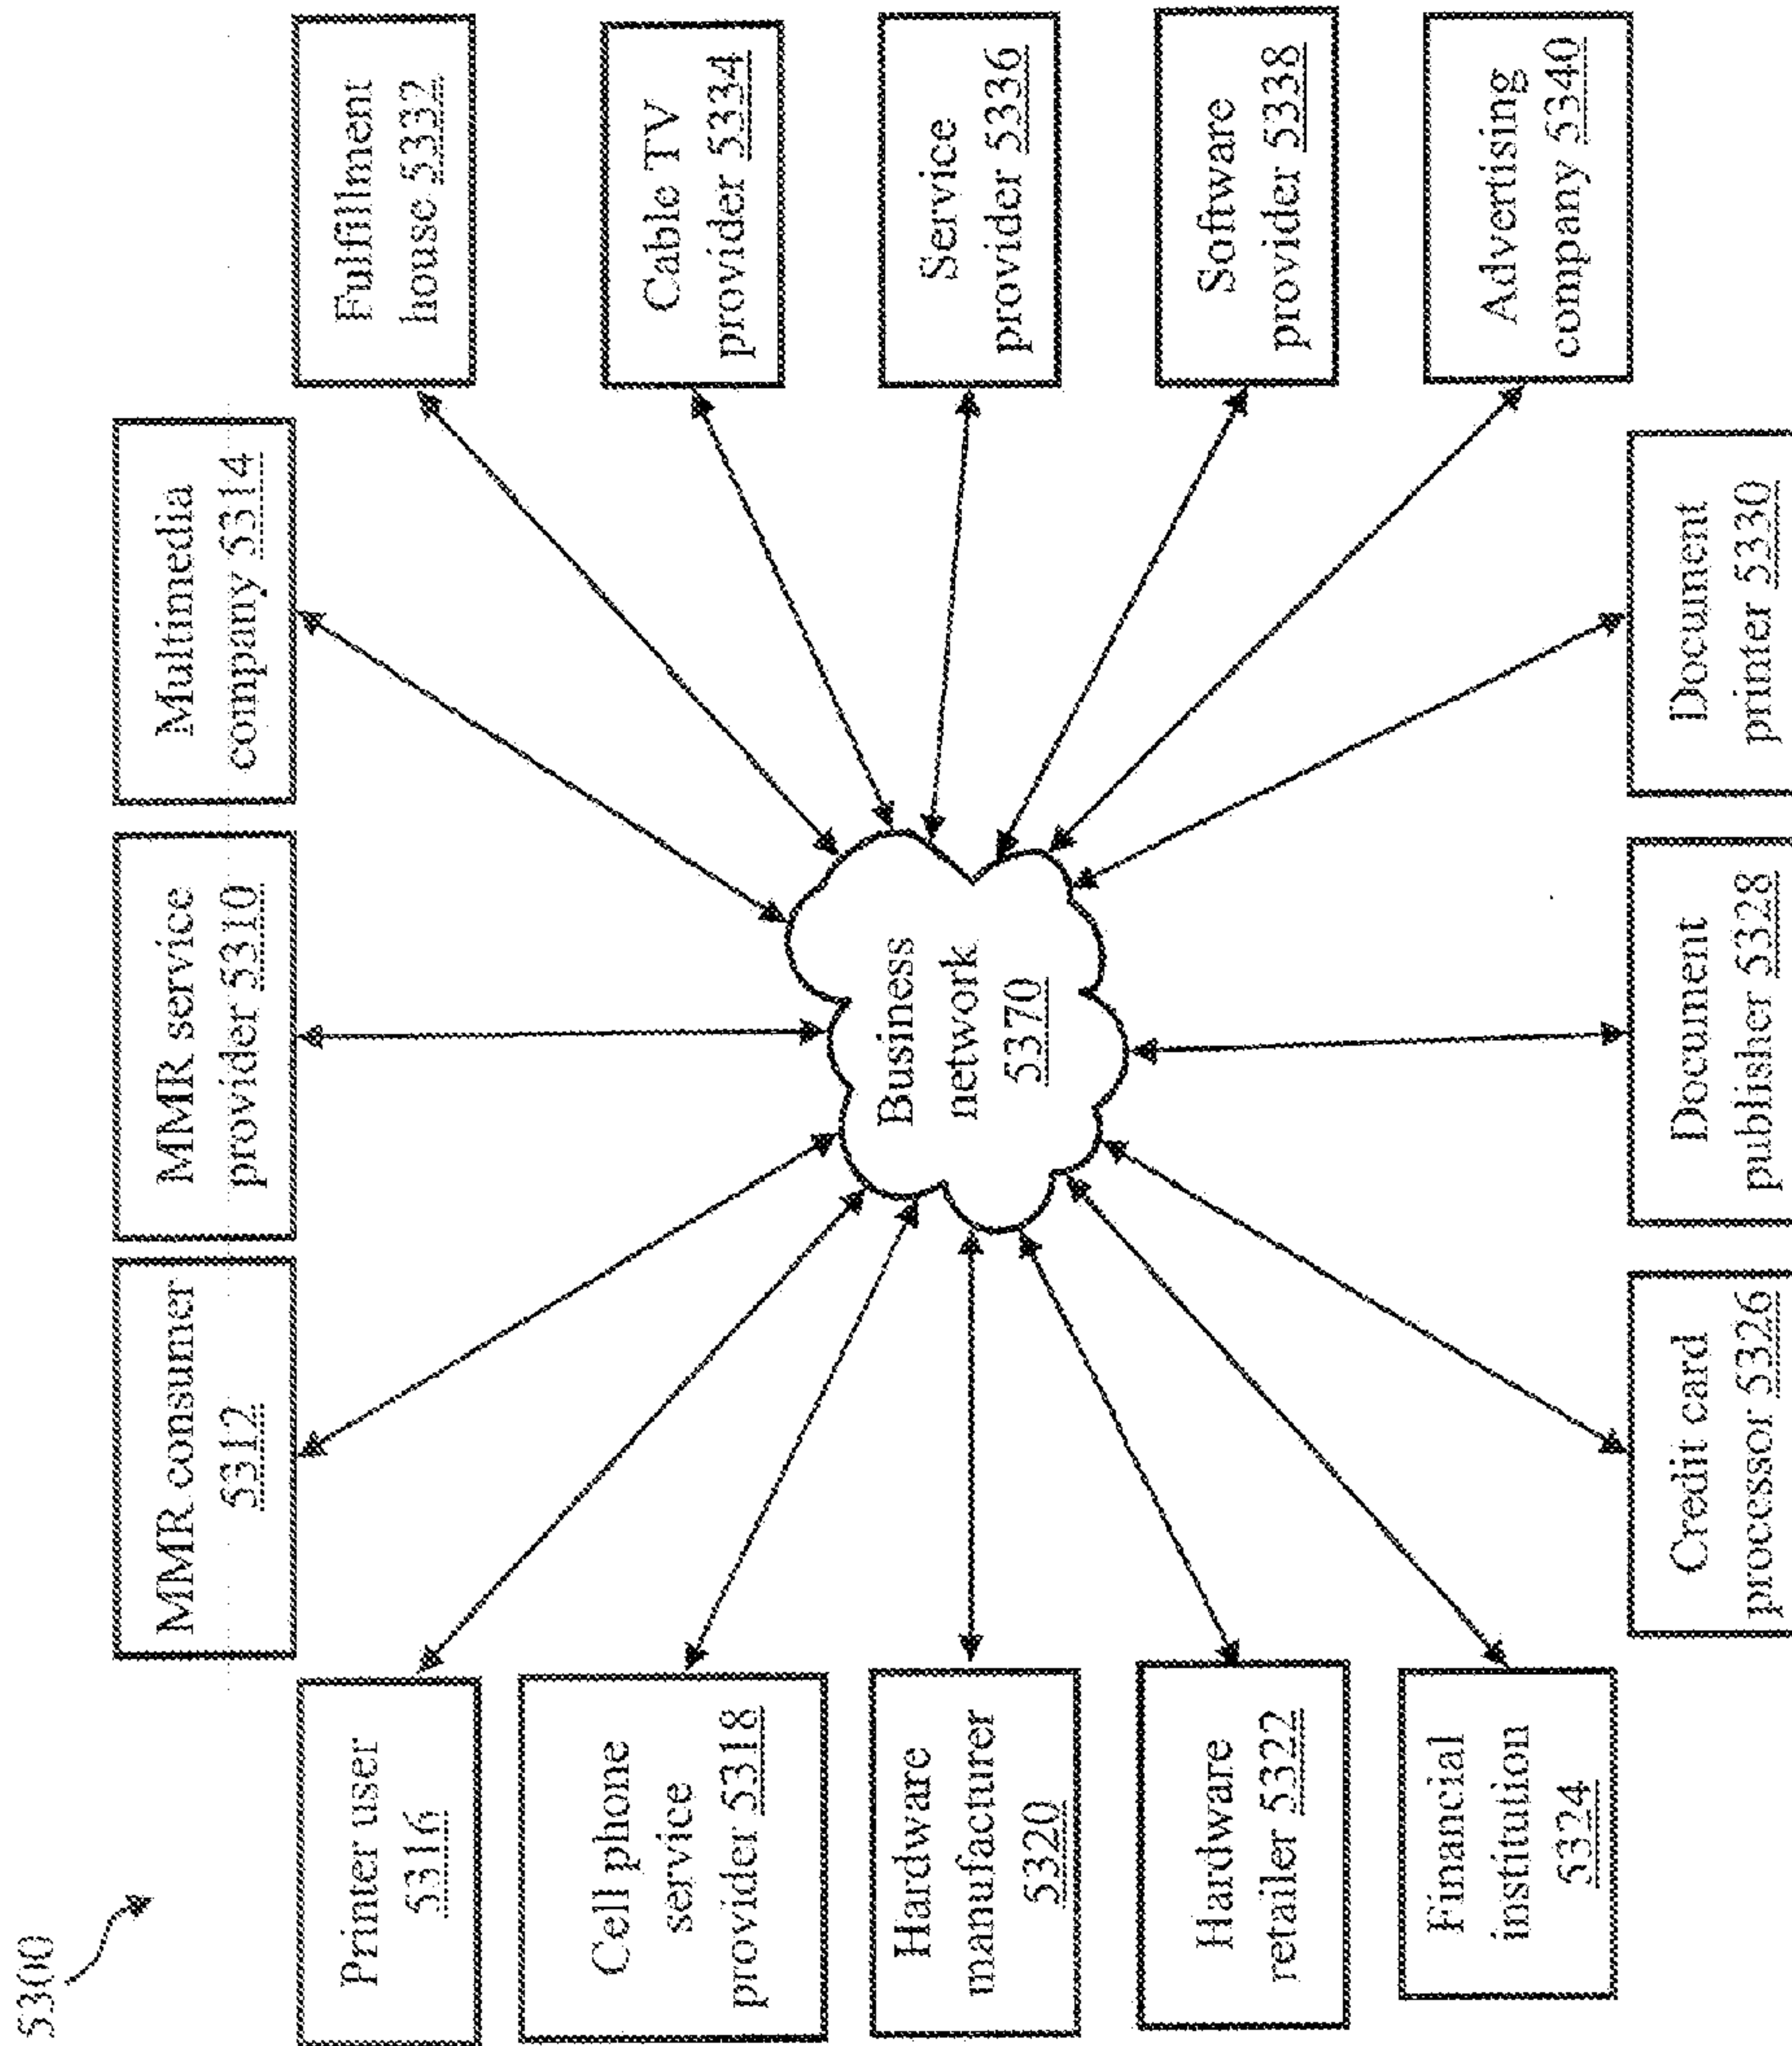 5300
MMR consumer
5312
MMR service
provider 5310
Multimedia
company 5314
Printer user
5316
Cell phone
service
provider 5318
Hardware
manufacturer
5320
Hardware
retailer 5322
Financial
institution
5324
Business
network
5370
Fulfillment
house 5332
Cable TV
provider 5334
Service
provider 5336
Software
provider 5338
Advertising
company 5340
Credit card
processor 5326
Document
publisher 5328
Document
printer 5330